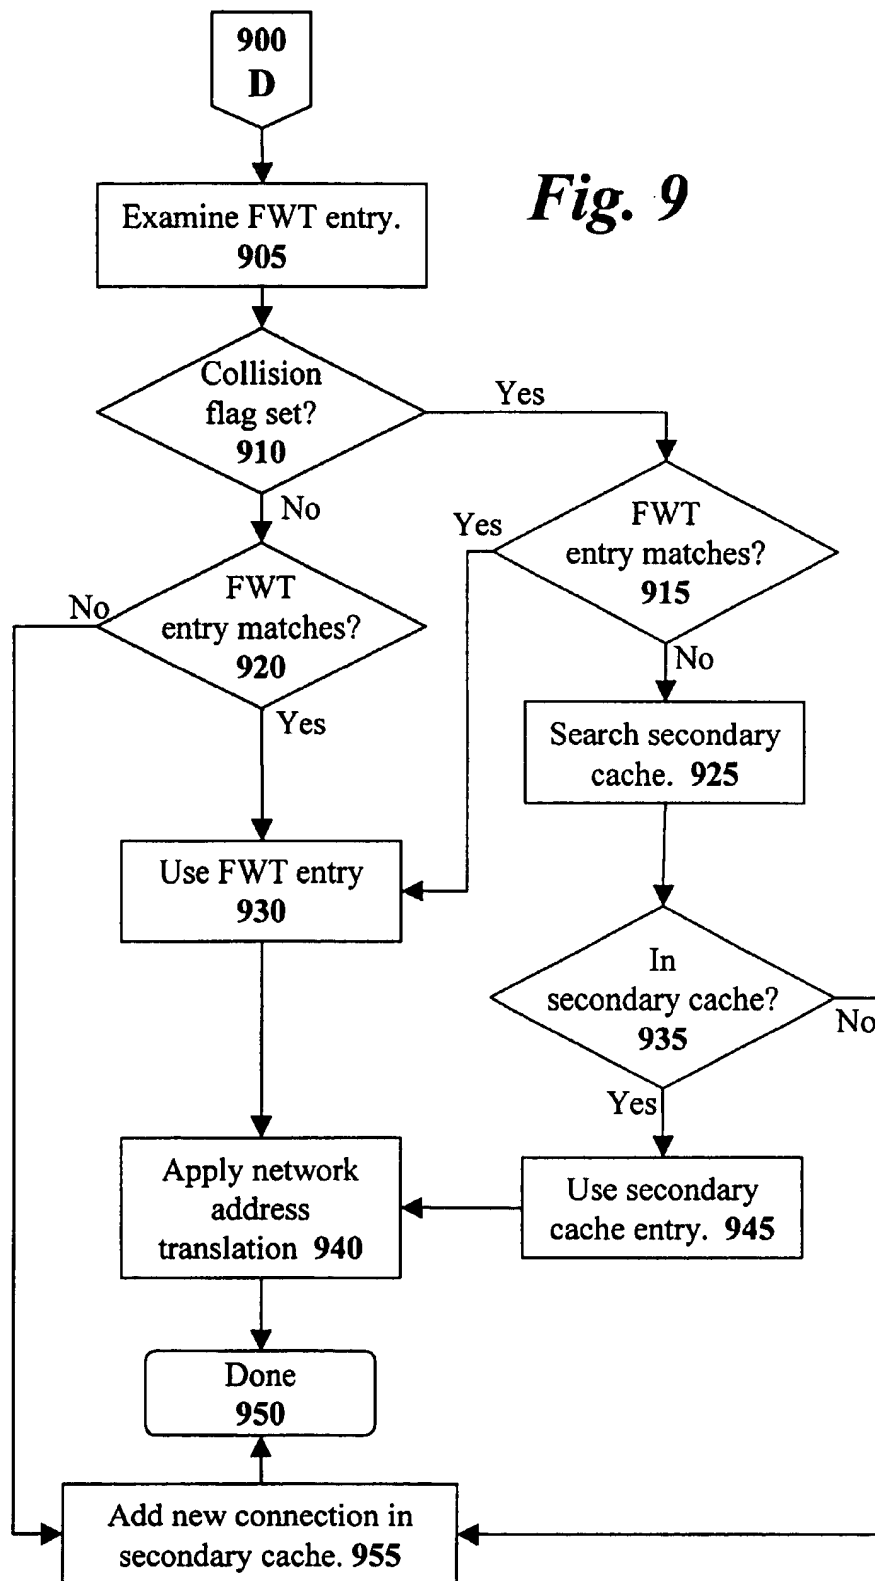 900
D
Fig. 9
Examine FWT entry.
905
Collision
flag set?
910
Yes
No
FWT
entry matches?
915
Yes
No
FWT
entry matches?
920
No
Yes
Search secondary
cache. 925
Use FWT entry
930
In
secondary cache?
935
No
Yes
Apply network
address
translation 940
Use secondary
cache entry. 945
Done
950
Add new connection in
secondary cache. 955